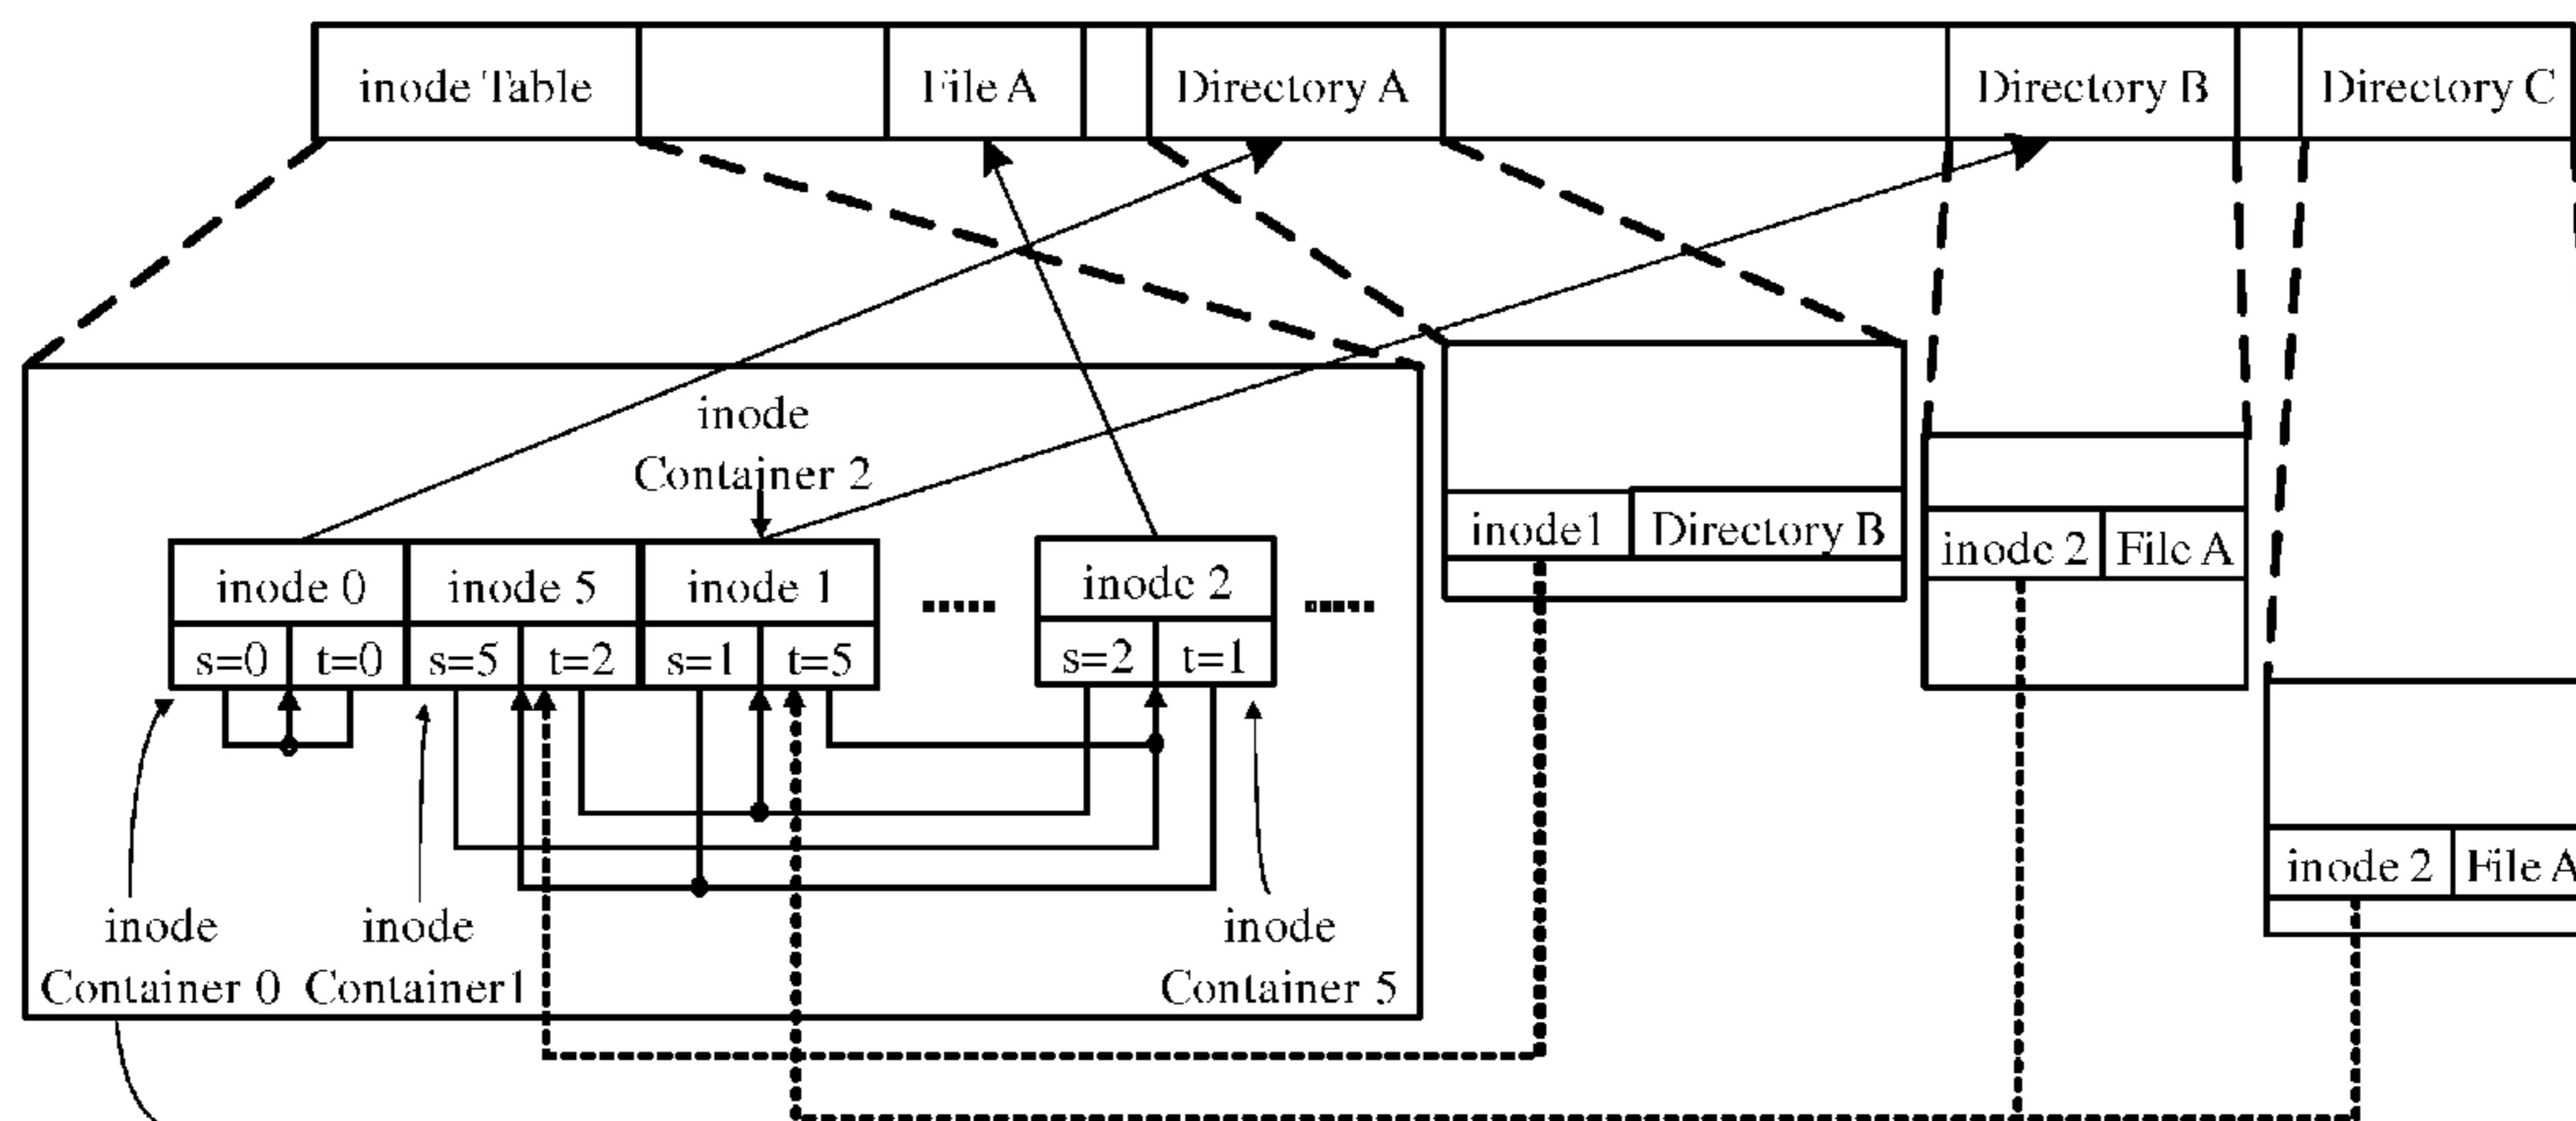 inode Table
File A
Directory A
Directory B
Directory C
inode
Container 2
inode1
Directory B
inode 2
File A
inode 0
inode 5
inode 1
inode 2
s=0
t=0
s=5
t=2
s=1
t=5
s=2
t=1
inode 2
File A
inode
Container 0
inode
Container1
inode
Container 5